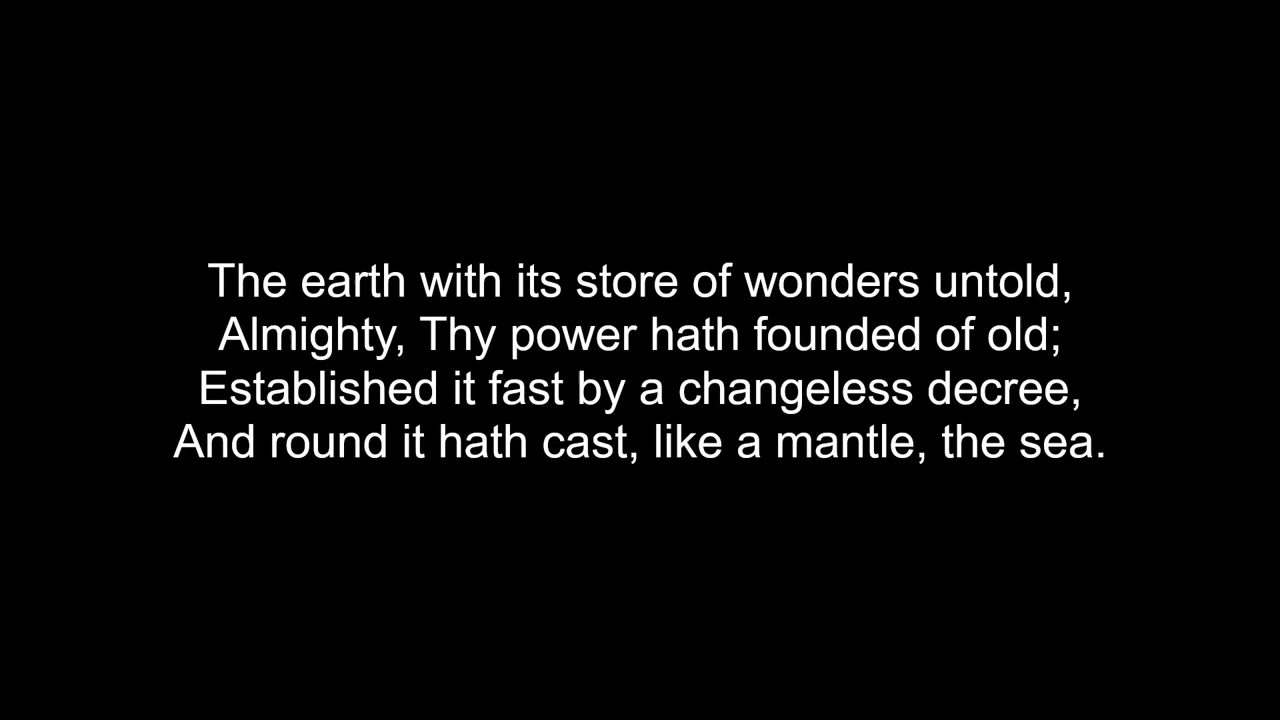 The earth with its store of wonders untold,
Almighty, Thy power hath founded of old;
Established it fast by a changeless decree,
And round it hath cast, like a mantle, the sea.